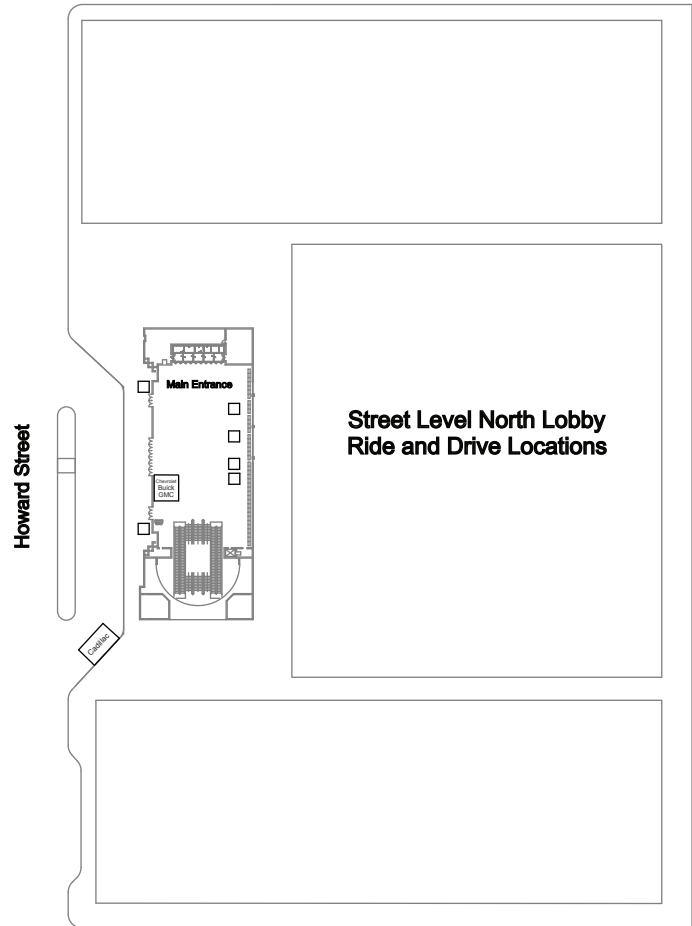 Main Entrance
Street Level North Lobby
Ride and Drive Locations
Howard Street
Chevrolet
Buick
GMC
Cadillac